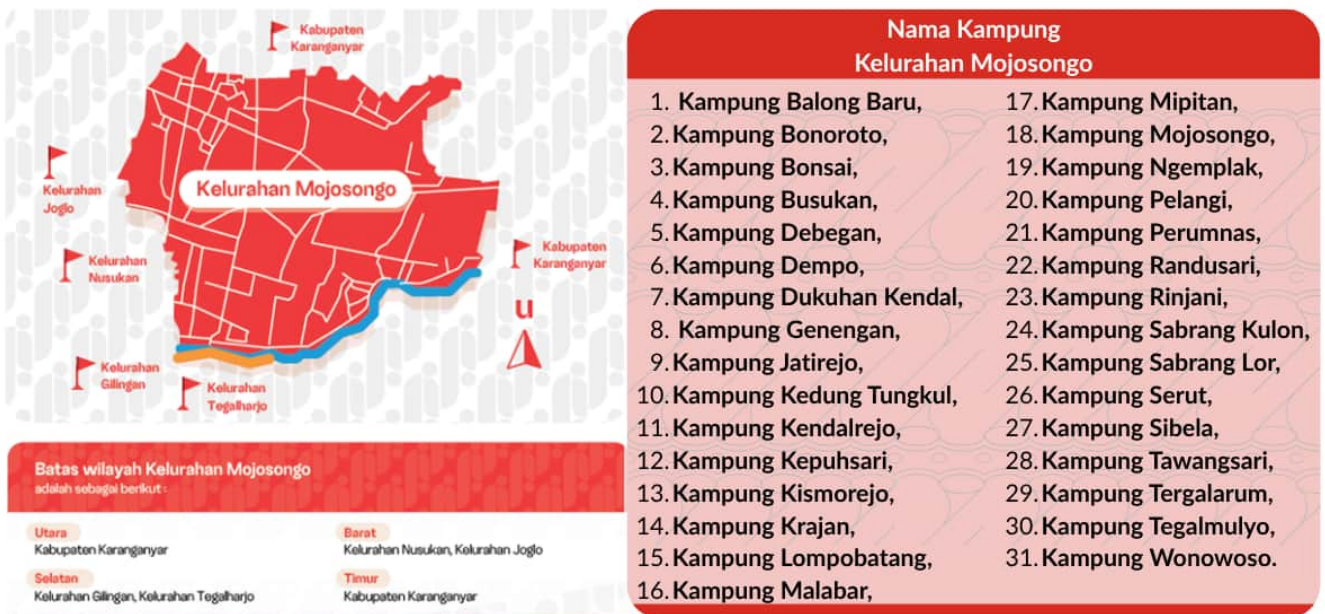 Kabupaten
Karanganyar
Kelurahan
Joglo
Kelurahan Mojosongo
Kelurahan
Nusukan
Kabupaten
Karanganyar
u
Kelurahan
Gilingan
Kelurahan
Tegalharjo
Batas wilayah Kelurahan Mojosongo
adalah sebagai berikut :
Utara
Kabupaten Karanganyar
Barat
Kelurahan Nusukan, Kelurahan Joglo
Selatan
Kelurahan Gilingan, Kelurahan Tegalharjo
Timur
Kabupaten Karanganyar
Nama Kampung
Kelurahan Mojosongo
1. Kampung Balong Baru,
2. Kampung Bonoroto,
3. Kampung Bonsai,
4. Kampung Busukan,
5. Kampung Debegan,
6. Kampung Dempo,
7. Kampung Dukuhan Kendal,
8. Kampung Genengan,
9. Kampung Jatirejo,
10. Kampung Kedung Tungkul,
11. Kampung Kendalrejo,
12. Kampung Kepuhsari,
13. Kampung Kismorejo,
14. Kampung Krajan,
15. Kampung Lompobatang,
16. Kampung Malabar,
17. Kampung Mipitan,
18. Kampung Mojosongo,
19. Kampung Ngemplak,
20. Kampung Pelangi,
21. Kampung Perumnas,
22. Kampung Randusari,
23. Kampung Rinjani,
24. Kampung Sabrang Kulon,
25. Kampung Sabrang Lor,
26. Kampung Serut,
27. Kampung Sibela,
28. Kampung Tawangsari,
29. Kampung Tergalarum,
30. Kampung Tegalmulyo,
31. Kampung Wonowoso.